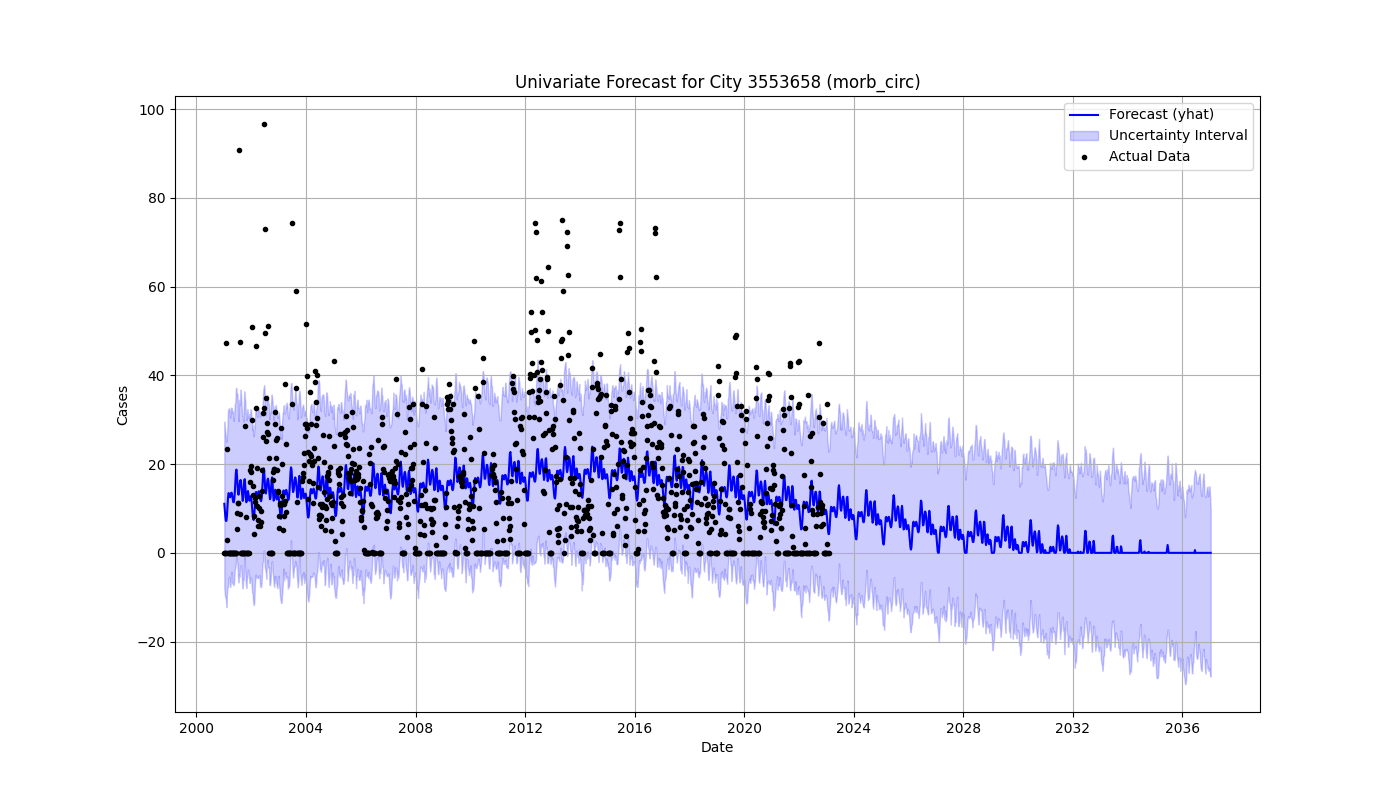 Univariate Forecast for City 3553658 (morb_circ)
Forecast (yhat)
Uncertainty Interval
Actual Data
100
80
60
40
20
0
−20
Cases
2000 2004 2008 2012 2016 2020 2024 2028 2032 2036
Date